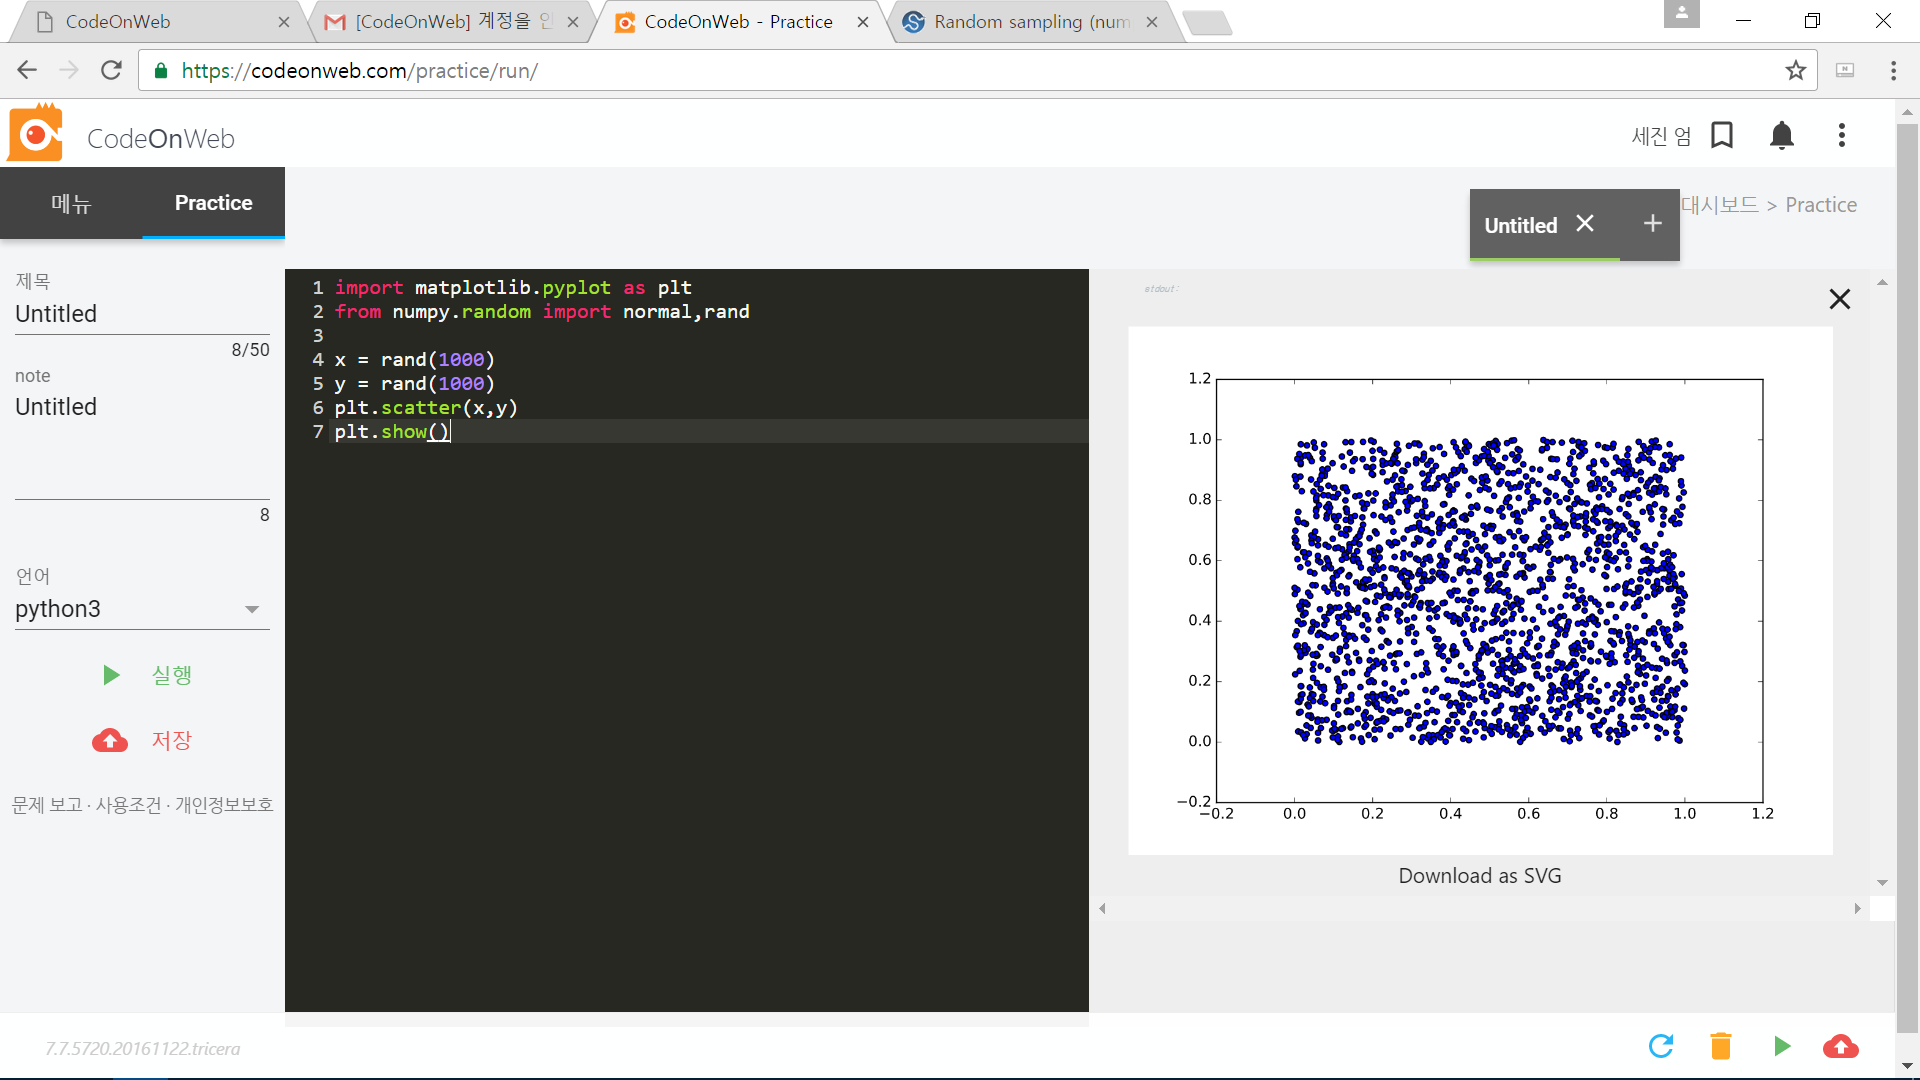 CodeOnWeb
[CodeOnWeb] 계정을 인
CodeOnWeb - Practice
Random sampling (num
https://codeonweb.com/practice/run/
CodeOnWeb
세진 엄
메뉴
Practice
Untitled
대시보드 > Practice
제목
Untitled
8/50
note
Untitled
8
언어
python3
실행
저장
문제 보고 · 사용조건 · 개인정보보호
1 import matplotlib.pyplot as plt
2 from numpy.random import normal,rand
3
4 x = rand(1000)
5 y = rand(1000)
6 plt.scatter(x,y)
7 plt.show()
stdout:
1.2
1.0
0.8
0.6
0.4
0.2
0.0
−0.2
−0.2 0.0 0.2 0.4 0.6 0.8 1.0 1.2
Download as SVG
7.7.5720.20161122.tricera